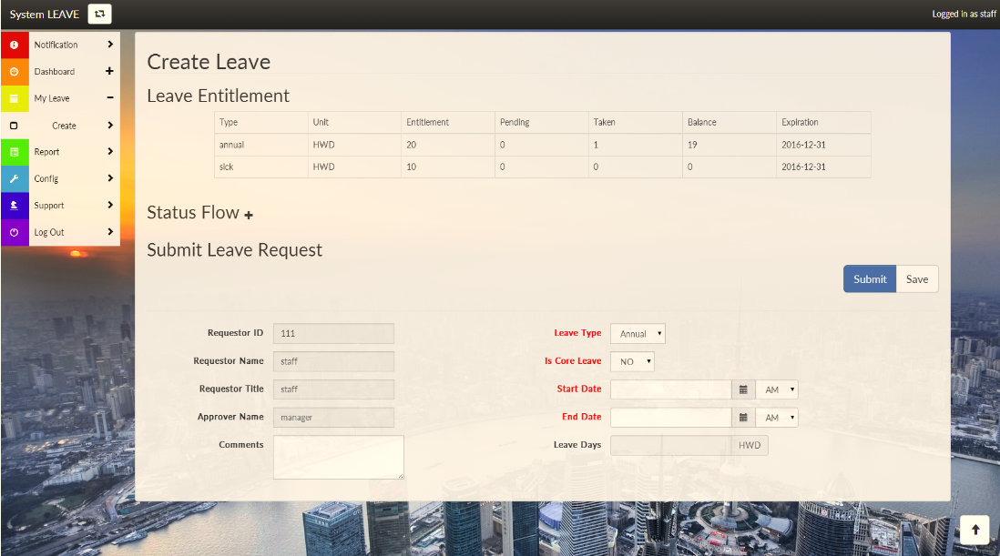 System LEAVE
Logged in as staff
Notification
Dashboard
My Leave
Create
Report
Config
Support
Log Out
Create Leave
Leave Entitlement
Type Unit Entitlement Pending Taken Balance Expiration
annual HWD 20 0 1 19 2016-12-31
sick HWD 10 0 0 0 2016-12-31
Status Flow
Submit Leave Request
Submit Save
Requestor ID 111 Leave Type Annual
Requestor Name staff Is Core Leave NO
Requestor Title staff Start Date AM
Approver Name manager End Date AM
Comments Leave Days HWD